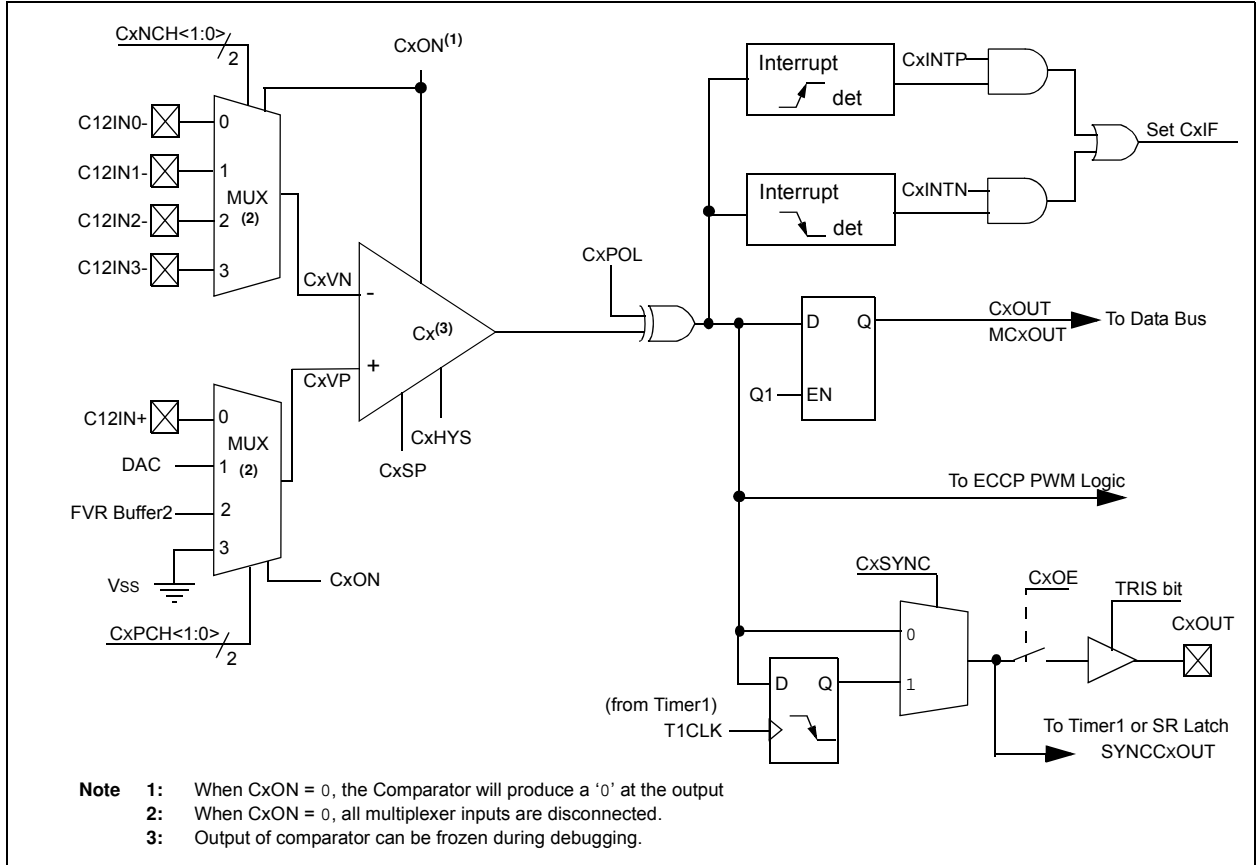 CxNCH<1:0>
2
CxON(1)
C12IN0-
0
C12IN1-
1
MUX
(2)
C12IN2-
2
C12IN3-
3
CxVN
-
Cx(3)
+
CxVP
CxHYS
CxSP
C12IN+
0
MUX
(2)
DAC
1
FVR Buffer2
2
3
Vss
CxON
CxPCH<1:0>
2
CxPOL
Interrupt
det
CxINTP
Interrupt
det
CxINTN
Set CxIF
D Q
EN
Q1
CxOUT
MCxOUT
To Data Bus
To ECCP PWM Logic
CxSYNC
0
1
D Q
(from Timer1)
T1CLK
CxOE
TRIS bit
CxOUT
To Timer1 or SR Latch
SYNCCxOUT
Note 1: When CxON = 0, the Comparator will produce a ‘0’ at the output
2: When CxON = 0, all multiplexer inputs are disconnected.
3: Output of comparator can be frozen during debugging.